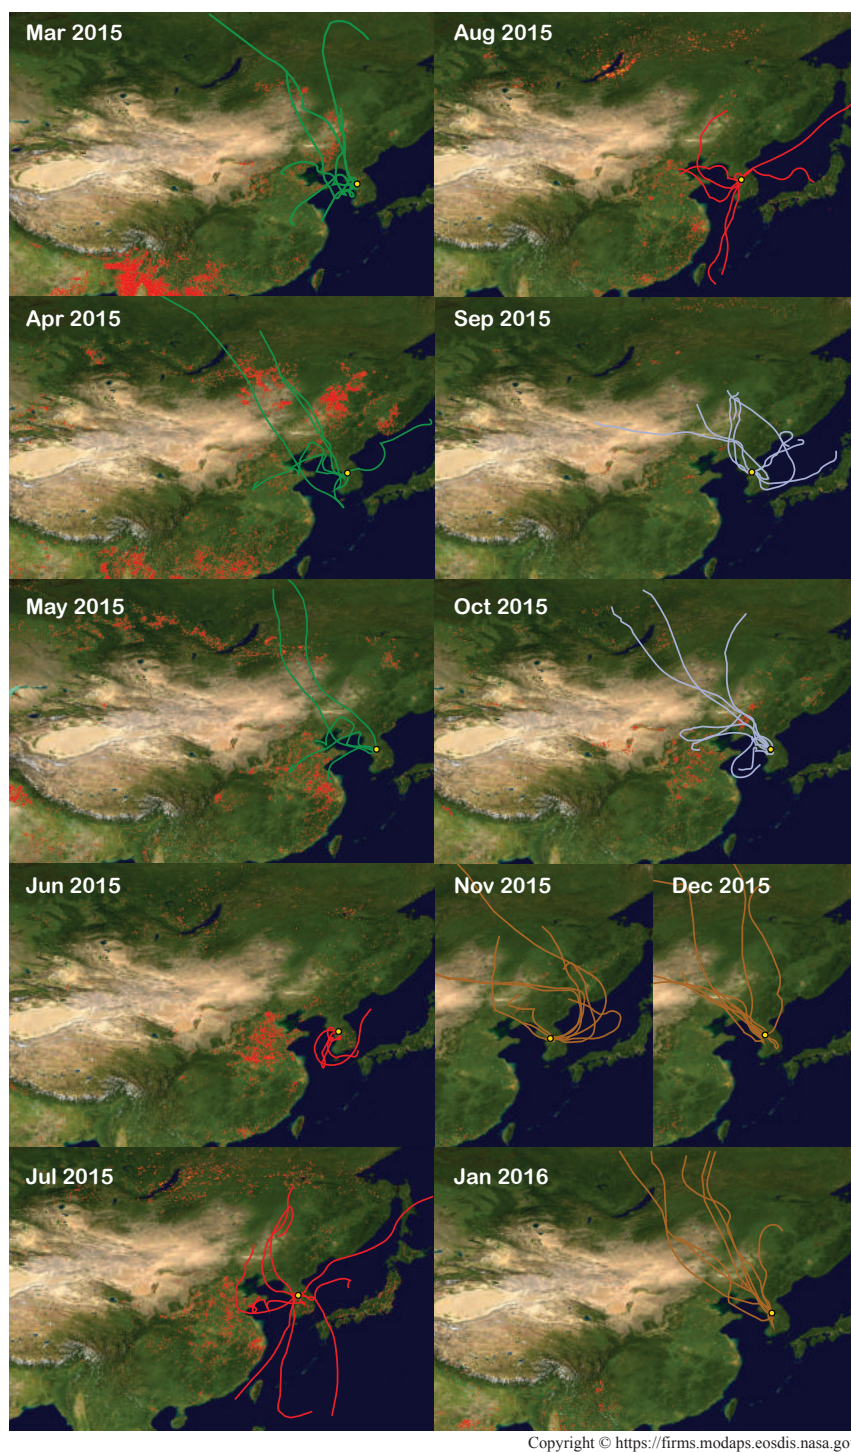 Mar 2015
Aug 2015
Apr 2015
Sep 2015
May 2015
Oct 2015
Jun 2015
Nov 2015
Dec 2015
Jul 2015
Jan 2016
Copyright © https://firms.modaps.eosdis.nasa.go